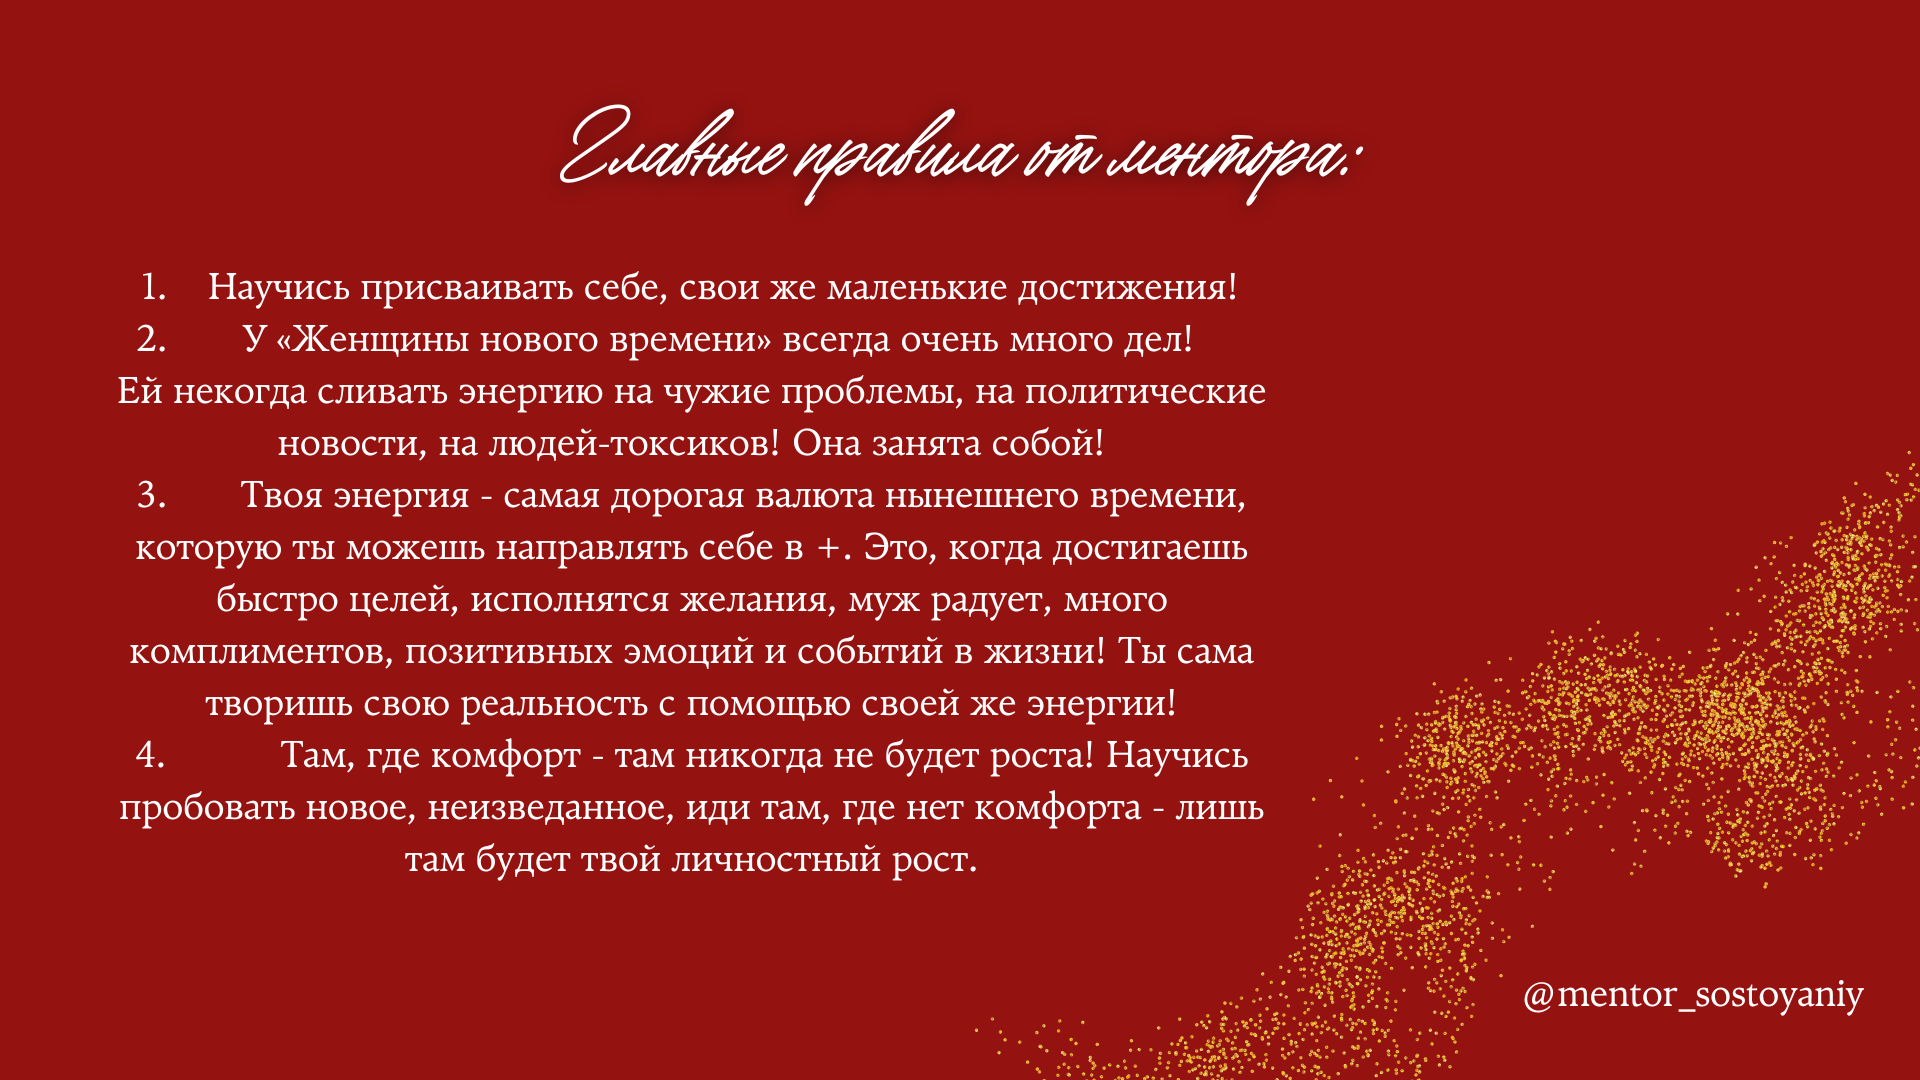 Главные правила от ментора:
1. Научись присваивать себе, свои же маленькие достижения!
2. У «Женщины нового времени» всегда очень много дел!
Ей некогда сливать энергию на чужие проблемы, на политические
новости, на людей-токсиков! Она занята собой!
3. Твоя энергия - самая дорогая валюта нынешнего времени,
которую ты можешь направлять себе в +. Это, когда достигаешь
быстро целей, исполнятся желания, муж радует, много
комплиментов, позитивных эмоций и событий в жизни! Ты сама
творишь свою реальность с помощью своей же энергии!
4. Там, где комфорт - там никогда не будет роста! Научись
пробовать новое, неизведанное, иди там, где нет комфорта - лишь
там будет твой личностный рост.
@mentor_sostoyaniy